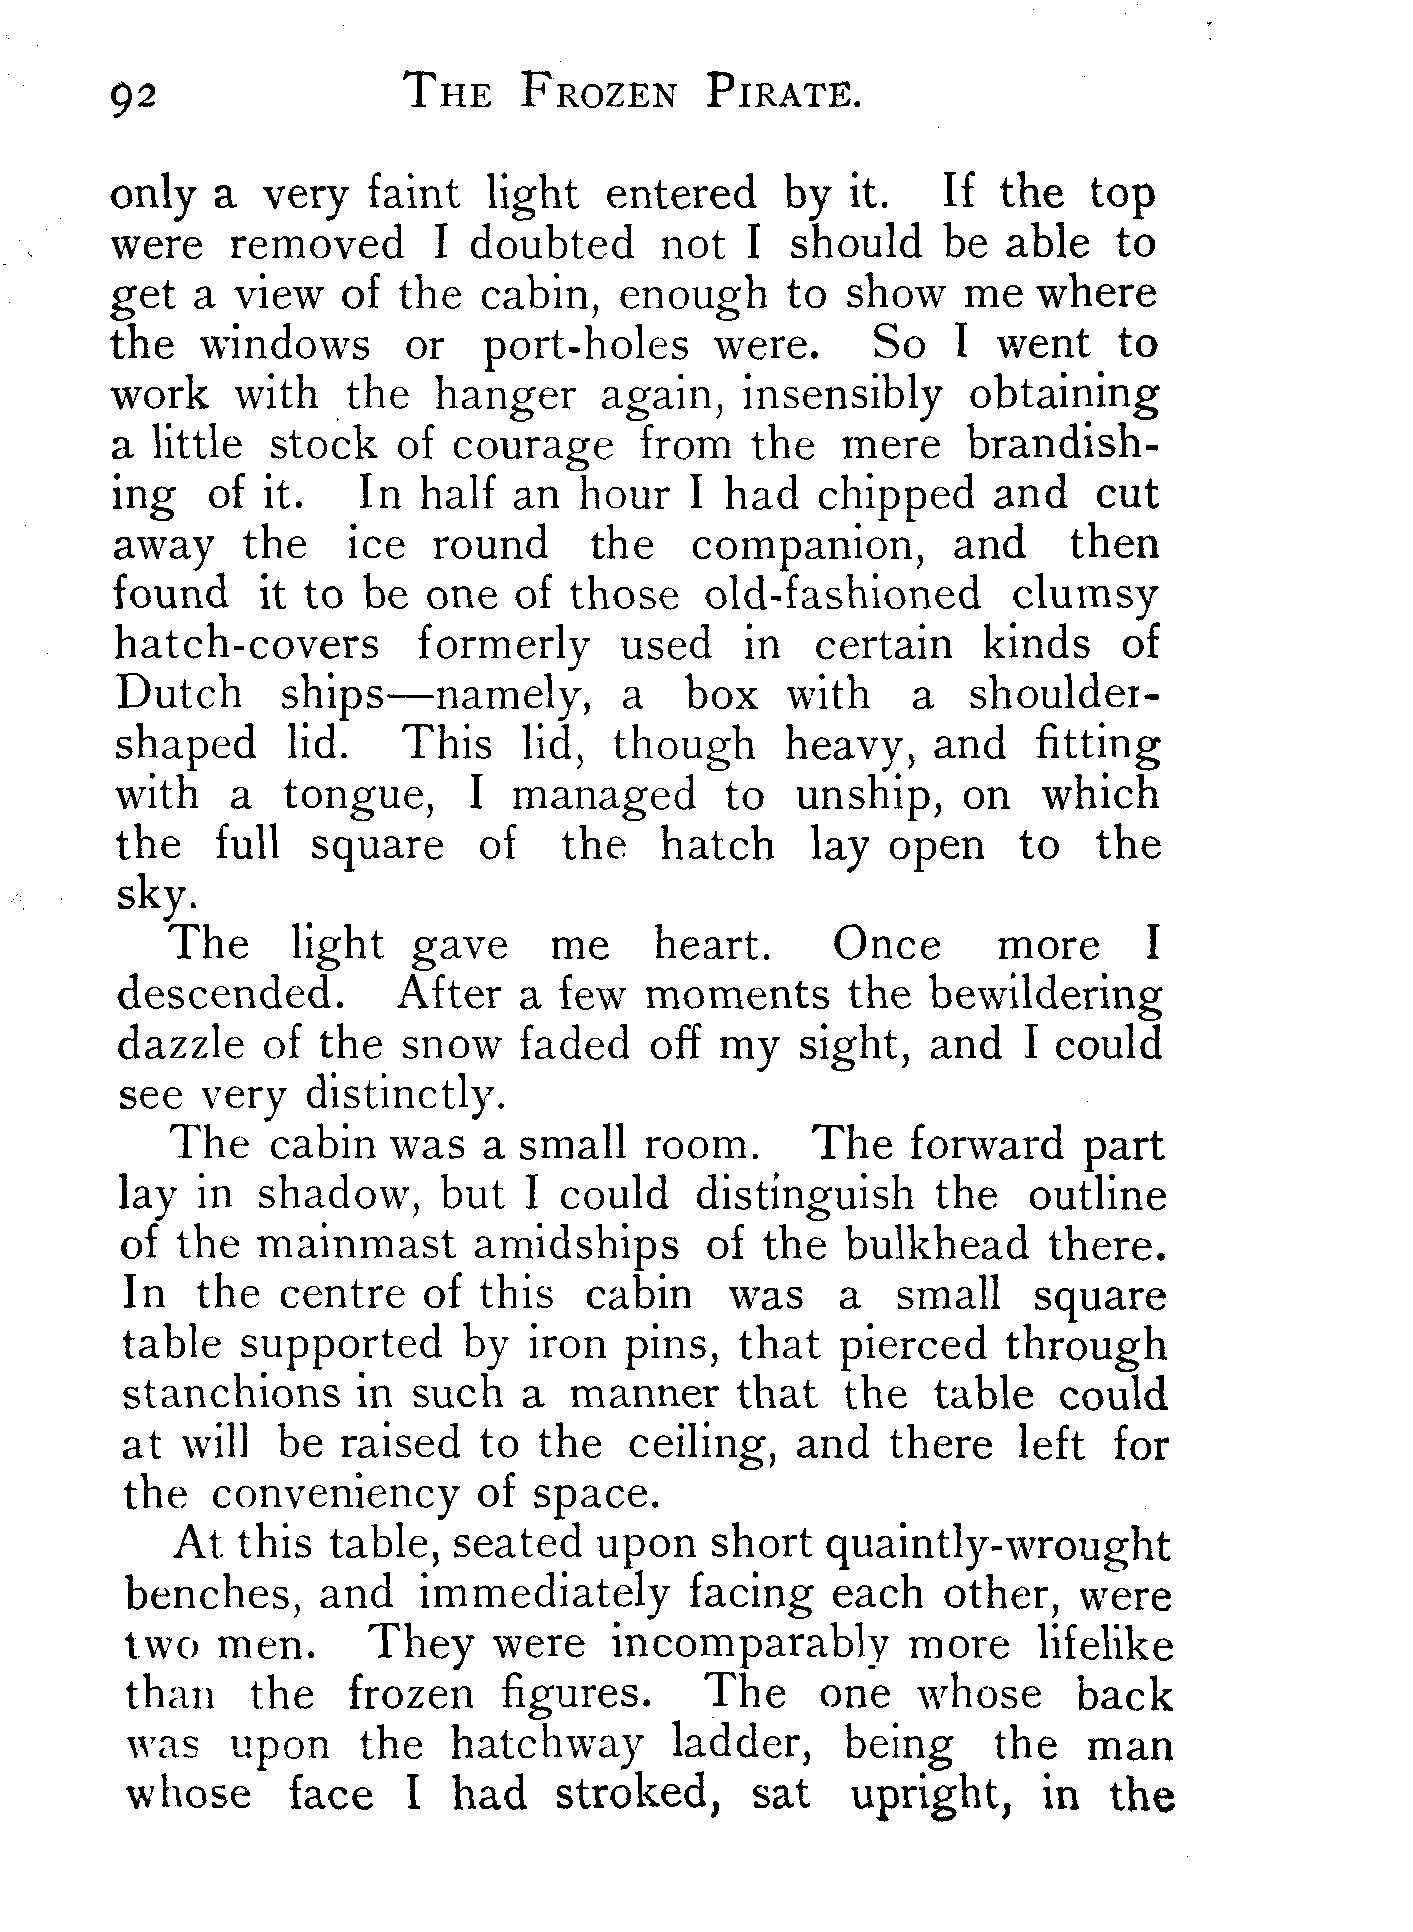 92 THE FROZEN PIRATE.
only a very faint light entered by it. If the top
were removed I doubted not I should be able to
get a view of the cabin, enough to show me where
the windows or port-holes were. So I went to
work with the hanger again, insensibly obtaining
a little stock of courage from the mere brandish-
ing of it. In half an hour I had chipped and cut
away the ice round the companion, and then
found it to be one of those old-fashioned clumsy
hatch-covers formerly used in certain kinds of
Dutch ships—namely, a box with a shoulder-
shaped lid. This lid, though heavy, and fitting
with a tongue, I managed to unship, on which
the full square of the hatch lay open to the
sky.
The light gave me heart. Once more I
descended. After a few moments the bewildering
dazzle of the snow faded off my sight, and I could
see very distinctly.
The cabin was a small room. The forward part
lay in shadow, but I could distinguish the outline
of the mainmast amidships of the bulkhead there.
In the centre of this cabin was a small square
table supported by iron pins, that pierced through
stanchions in such a manner that the table could
at will be raised to the ceiling, and there left for
the conveniency of space.
At this table, seated upon short quaintly-wrought
benches, and immediately facing each other, were
two men. They were incomparably more lifelike
than the frozen figures. The one whose back
was upon the hatchway ladder, being the man
whose face I had stroked, sat upright, in the